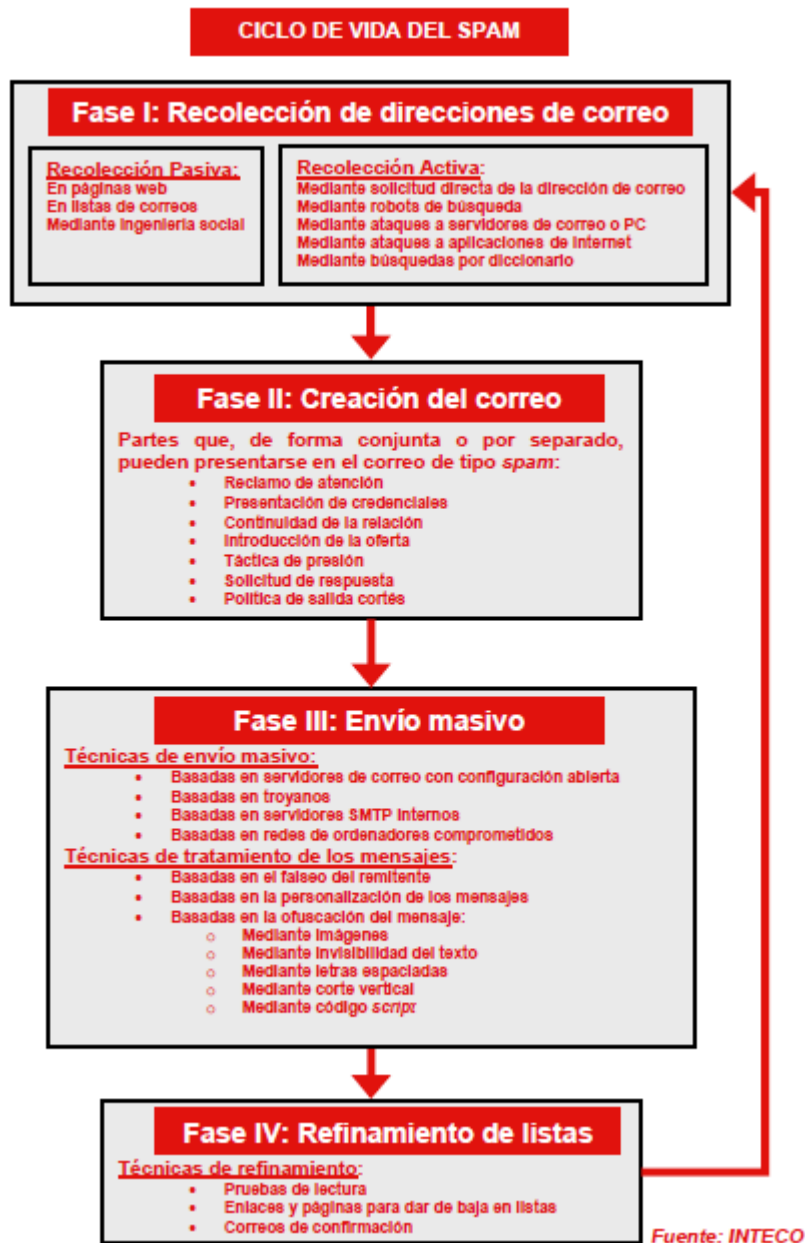 CICLO DE VIDA DEL SPAM
Fase I: Recolección de direcciones de correo
Recolección Pasiva:
En páginas web
En listas de correos
Mediante ingeniería social
Recolección Activa:
Mediante solicitud directa de la dirección de correo
Mediante robots de búsqueda
Mediante ataques a servidores de correo o PC
Mediante ataques a aplicaciones de Internet
Mediante búsquedas por diccionario
Fase II: Creación del correo
Partes que, de forma conjunta o por separado,
pueden presentarse en el correo de tipo spam:
• Reclamo de atención
• Presentación de credenciales
• Continuidad de la relación
• Introducción de la oferta
• Táctica de presión
• Solicitud de respuesta
• Política de salida cortés
Fase III: Envío masivo
Técnicas de envío masivo:
• Basadas en servidores de correo con configuración abierta
• Basadas en troyanos
• Basadas en servidores SMTP Internos
• Basadas en redes de ordenadores comprometidos
Técnicas de tratamiento de los mensajes:
• Basadas en el falseo del remitente
• Basadas en la personalización de los mensajes
• Basadas en la ofuscación del mensaje:
o Mediante imágenes
o Mediante invisibilidad del texto
o Mediante letras espaciadas
o Mediante corte vertical
o Mediante código script
Fase IV: Refinamiento de listas
Técnicas de refinamiento:
• Pruebas de lectura
• Enlaces y páginas para dar de baja en listas
• Correos de confirmación
Fuente: INTECO